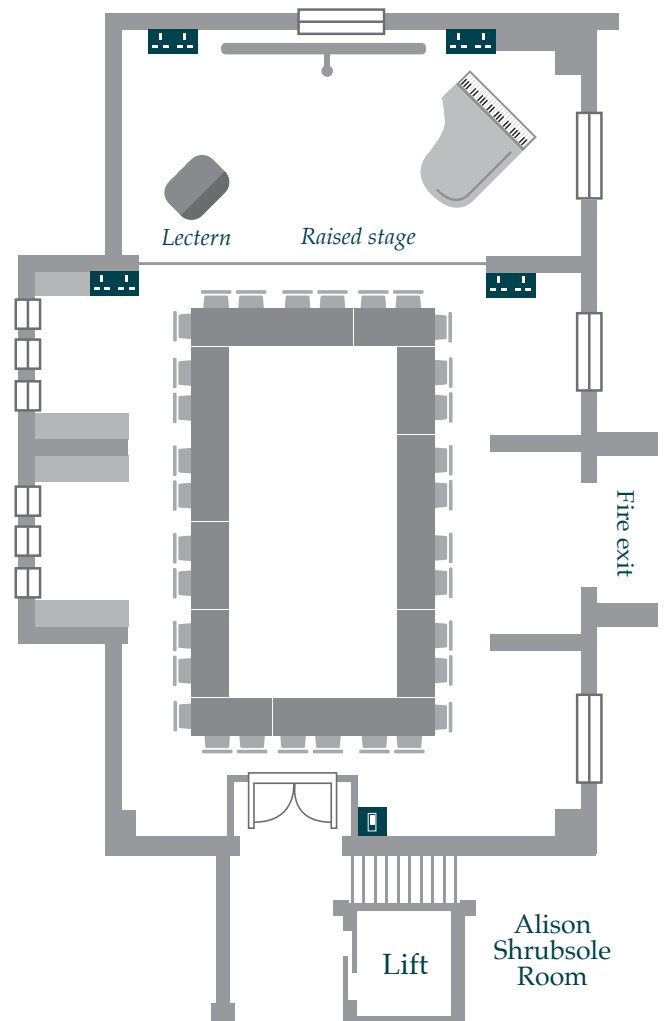 Lectern
Raised stage
Fire exit
Lift
Alison
Shrubsole
Room